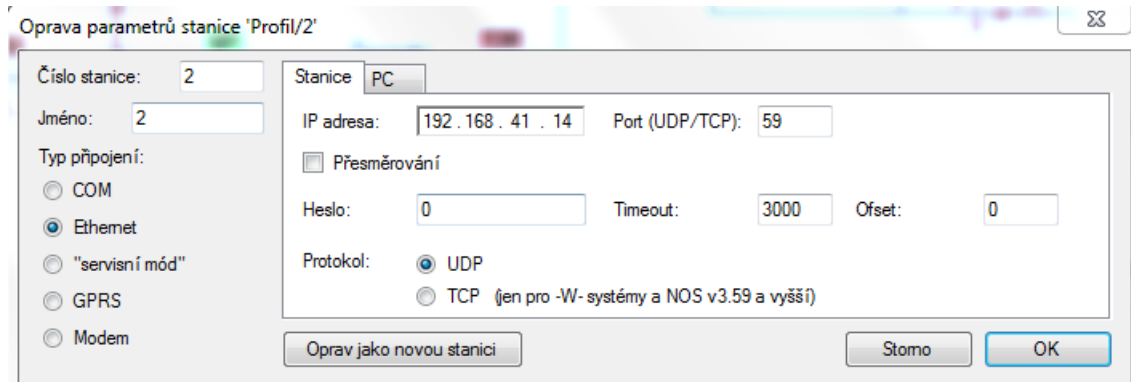 Oprava parametrů stanice 'Profil/2'
Číslo stanice: 2
Jméno: 2
Typ připojení:
COM
Ethernet
"servisní mód"
GPRS
Modem
Stanice PC
IP adresa: 192 . 168 . 41 . 14 Port (UDP/TCP): 59
Přesměrování
Heslo: 0 Timeout: 3000 Ofset: 0
Protokol: UDP
TCP (jen pro -W- systémy a NOS v3.59 a vyšší)
Oprav jako novou stanici Storno OK